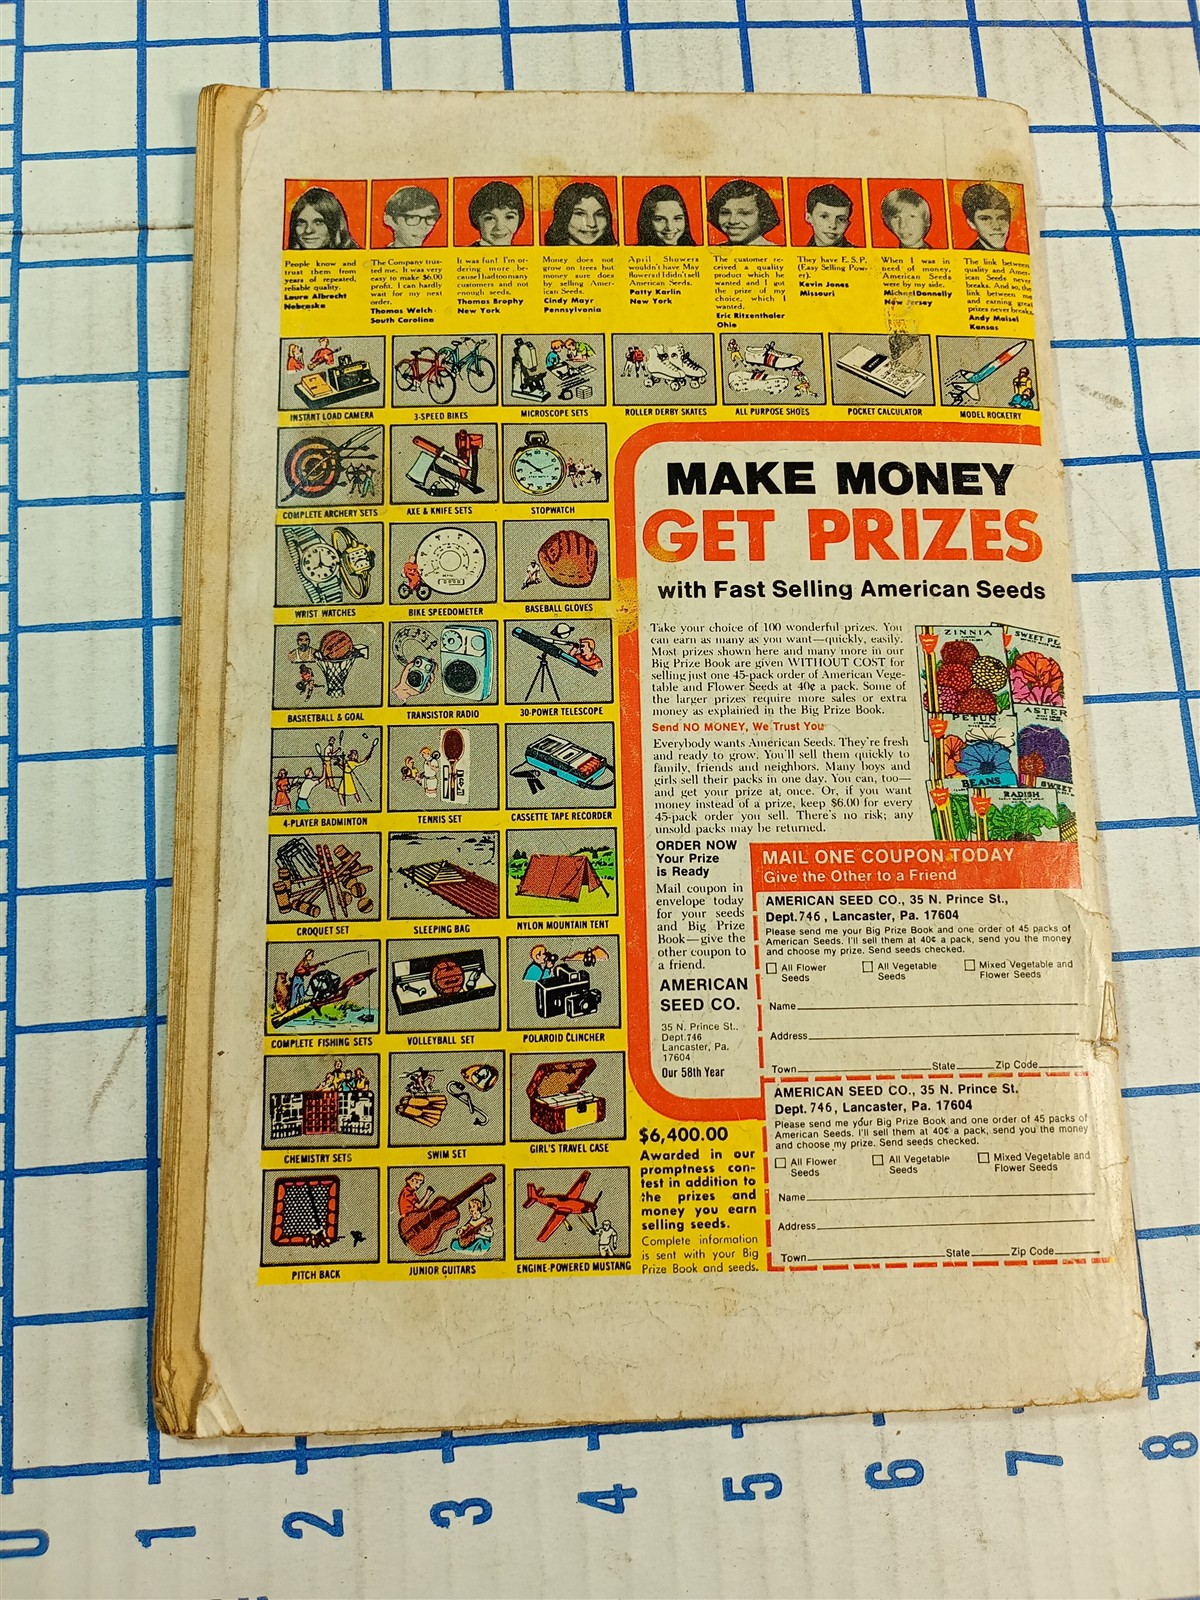 People know and
trust them from
years of repeated,
reliable quality.
Laura Albrecht
Nebraska
The Company trus-
ted me. It was very
easy to make $6.00
profit. I can hardly
wait for my next
order.
Thomas Welch
South Carolina
It was fun! I'm or-
dering more be-
cause I had too many
customers and not
enough seeds.
Thomas Brophy
New York
Money does not
grow on trees but
money sure does
by selling Amer-
ican Seeds.
Cindy Mayr
Pennsylvania
April Showers
wouldn't have May
flowers if I didn't sell
American Seeds.
Patty Karlin
New York
The customer re-
ceived a quality
product which he
wanted and I got
the prize of my
choice, which I
wanted.
Eric Ritzenthaler
Ohio
They have E.S.P.
(Easy Selling Pow-
er).
Kevin Jones
Missouri
When I was in
need of money,
American Seeds
were by my side.
Michael Donnelly
New Jersey
The link between
quality and Amer-
ican Seeds never
breaks. And so, the
link between me
and earning great
prizes never breaks.
Andy Maisel
Kansas
INSTANT LOAD CAMERA
3-SPEED BIKES
MICROSCOPE SETS
ROLLER DERBY SKATES
ALL PURPOSE SHOES
POCKET CALCULATOR
MODEL ROCKETRY
COMPLETE ARCHERY SETS
AXE & KNIFE SETS
STOPWATCH
WRIST WATCHES
BIKE SPEEDOMETER
BASEBALL GLOVES
BASKETBALL & GOAL
TRANSISTOR RADIO
30-POWER TELESCOPE
4-PLAYER BADMINTON
TENNIS SET
CASSETTE TAPE RECORDER
CROQUET SET
SLEEPING BAG
NYLON MOUNTAIN TENT
COMPLETE FISHING SETS
VOLLEYBALL SET
POLAROID CLINCHER
CHEMISTRY SETS
SWIM SET
GIRL'S TRAVEL CASE
PITCH BACK
JUNIOR GUITARS
ENGINE-POWERED MUSTANG
MAKE MONEY
GET PRIZES
with Fast Selling American Seeds
Take your choice of 100 wonderful prizes. You
can earn as many as you want—quickly, easily.
Most prizes shown here and many more in our
Big Prize Book are given WITHOUT COST for
selling just one 45-pack order of American Vege-
table and Flower Seeds at 40¢ a pack. Some of
the larger prizes require more sales or extra
money as explained in the Big Prize Book.
Send NO MONEY, We Trust You
Everybody wants American Seeds. They're fresh
and ready to grow. You'll sell them quickly to
family, friends and neighbors. Many boys and
girls sell their packs in one day. You can, too—
and get your prize at once. Or, if you want
money instead of a prize, keep $6.00 for every
45-pack order you sell. There's no risk; any
unsold packs may be returned.
ZINNIA
SWEET PE
PETUN
ASTER
BEANS
SWEET
RADISH
ORDER NOW
Your Prize
is Ready
Mail coupon in
envelope today
for your seeds
and Big Prize
Book—give the
other coupon to
a friend.
AMERICAN
SEED CO.
35 N. Prince St.,
Dept.746
Lancaster, Pa.
17604
Our 58th Year
MAIL ONE COUPON TODAY
Give the Other to a Friend
AMERICAN SEED CO., 35 N. Prince St.,
Dept.746, Lancaster, Pa. 17604
Please send me your Big Prize Book and one order of 45 packs of
American Seeds. I'll sell them at 40¢ a pack, send you the money
and choose my prize. Send seeds checked.
All Flower Seeds
All Vegetable Seeds
Mixed Vegetable and Flower Seeds
Name
Address
Town State Zip Code
AMERICAN SEED CO., 35 N. Prince St.
Dept. 746, Lancaster, Pa. 17604
Please send me your Big Prize Book and one order of 45 packs of
American Seeds. I'll sell them at 40¢ a pack, send you the money
and choose my prize. Send seeds checked.
All Flower Seeds
All Vegetable Seeds
Mixed Vegetable and Flower Seeds
Name
Address
Town State Zip Code
$6,400.00
Awarded in our
promptness con-
test in addition to
the prizes and
money you earn
selling seeds.
Complete information
is sent with your Big
Prize Book and seeds.
0 1 2 3 4 5 6 7 8